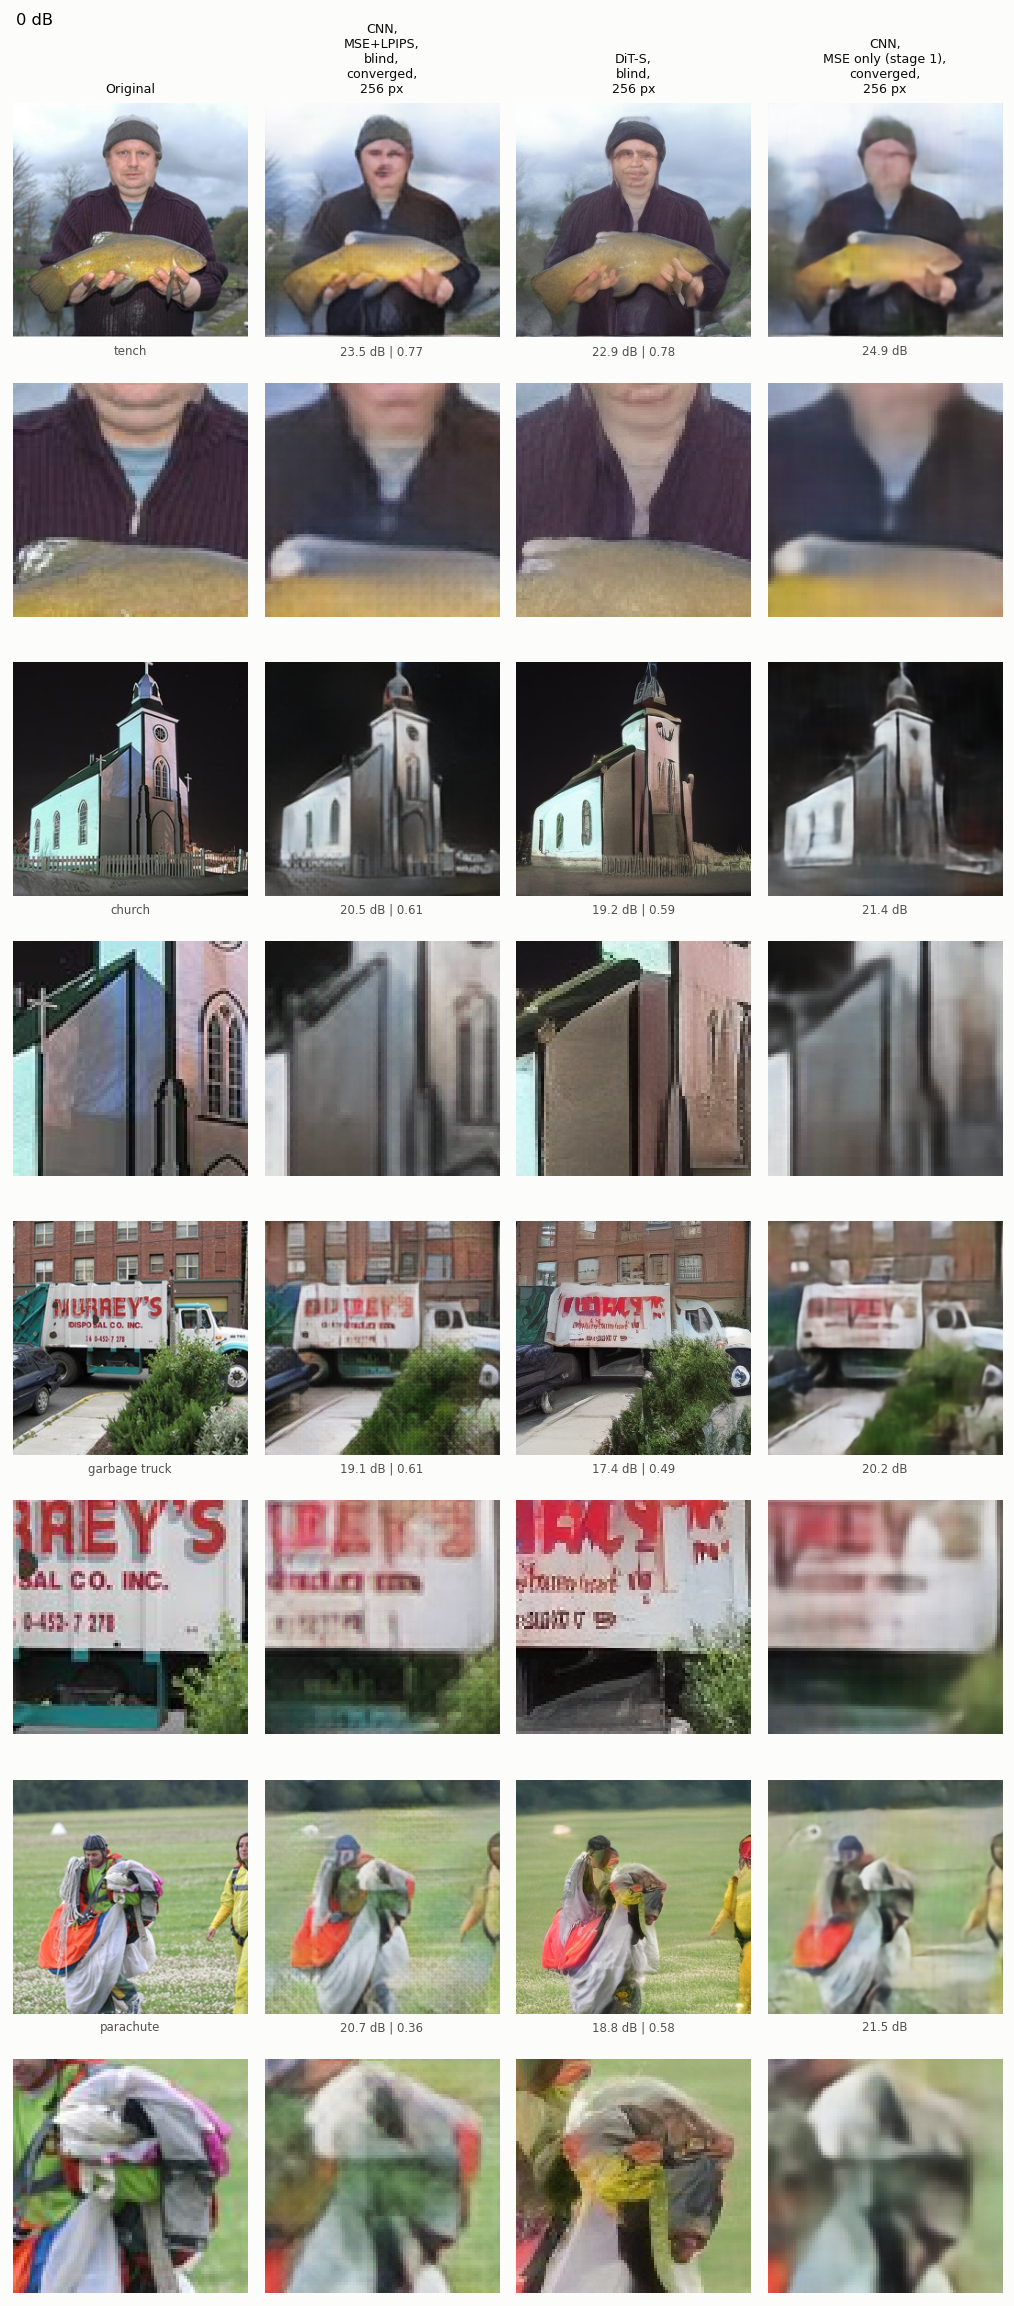 0 dB
Original
CNN,
MSE+LPIPS,
blind,
converged,
256 px
DiT-S,
blind,
256 px
CNN,
MSE only (stage 1),
converged,
256 px
tench
23.5 dB | 0.77
22.9 dB | 0.78
24.9 dB
church
20.5 dB | 0.61
19.2 dB | 0.59
21.4 dB
MURREY'S
DISPOSAL CO. INC.
garbage truck
19.1 dB | 0.61
17.4 dB | 0.49
20.2 dB
RREY'S
SAL CO. INC.
0-452-7 278
parachute
20.7 dB | 0.36
18.8 dB | 0.58
21.5 dB